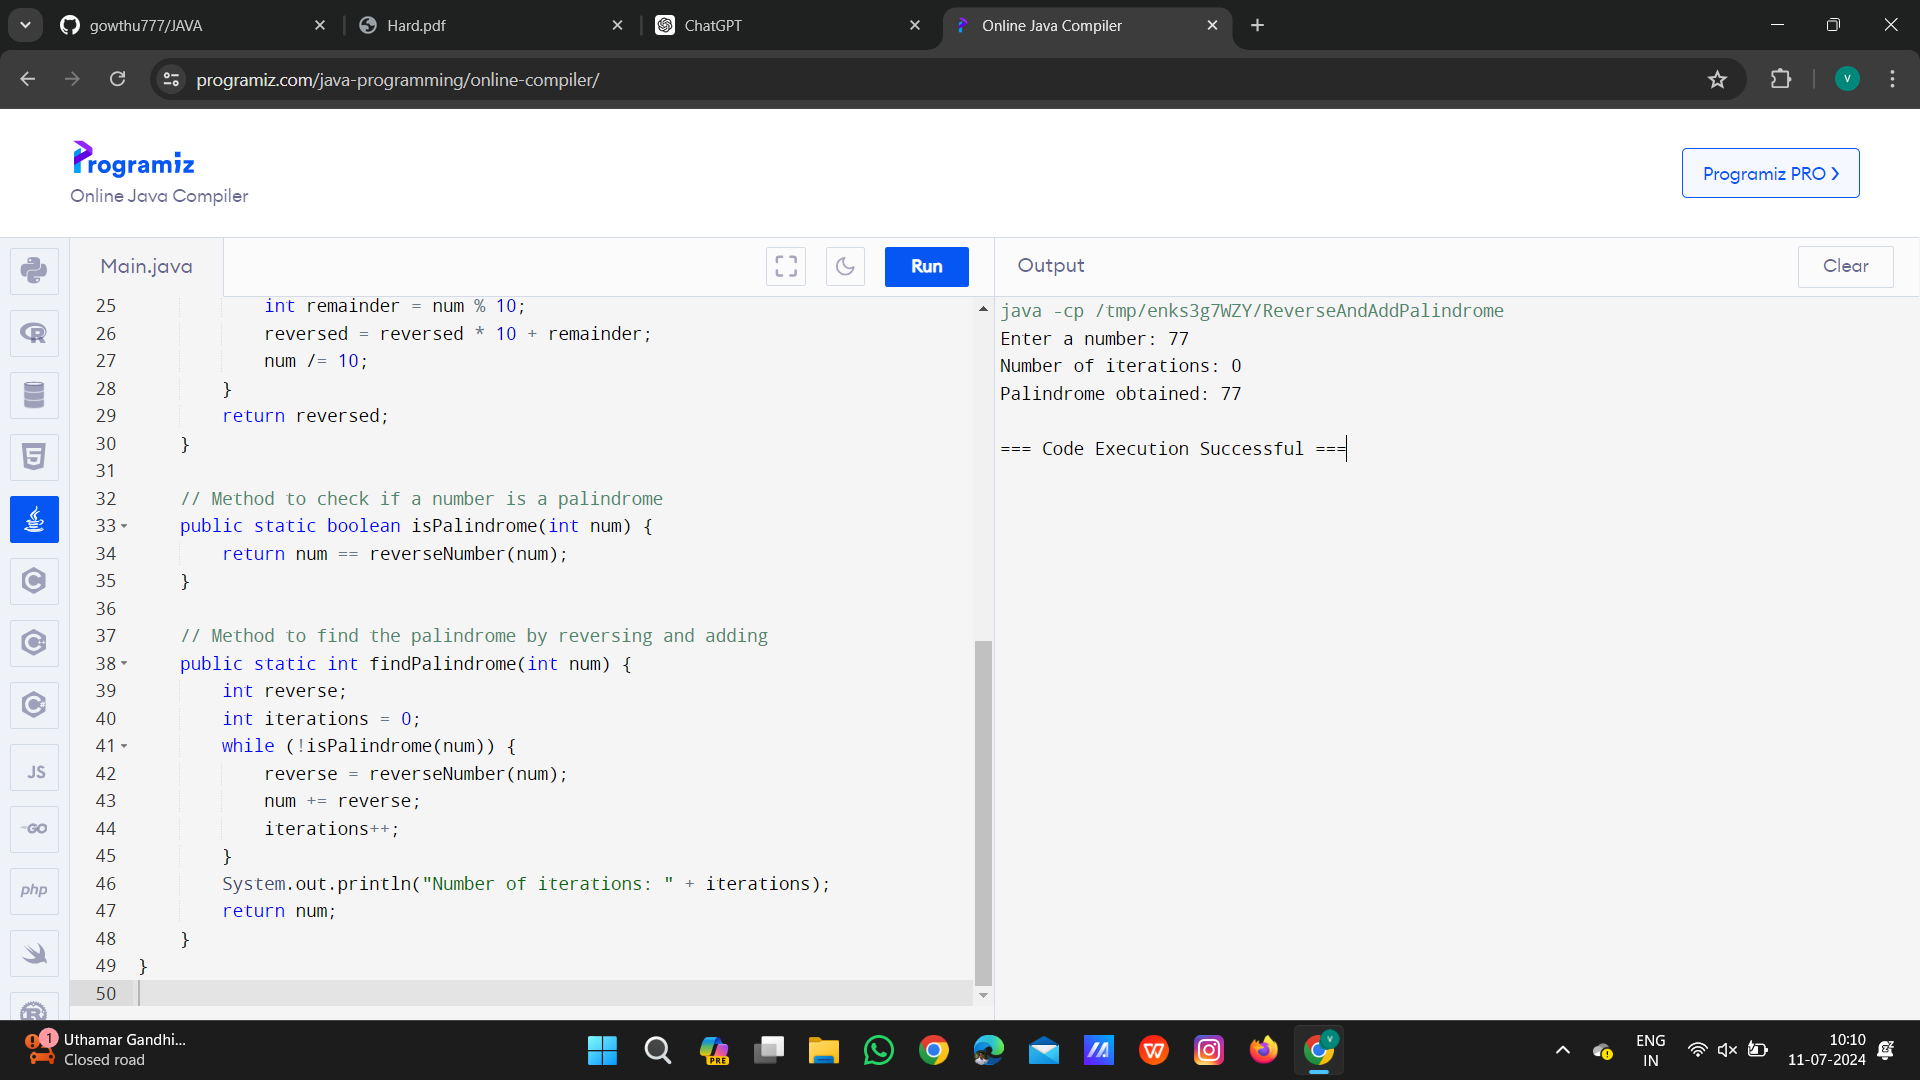 gowthu777/JAVA
Hard.pdf
ChatGPT
Online Java Compiler
programiz.com/java-programming/online-compiler/
V
Programiz
Online Java Compiler
Programiz PRO
Main.java
Run
Output
Clear
25 int remainder = num % 10;
26 reversed = reversed * 10 + remainder;
27 num /= 10;
28 }
29 return reversed;
30 }
31
32 // Method to check if a number is a palindrome
33 public static boolean isPalindrome(int num) {
34 return num == reverseNumber(num);
35 }
36
37 // Method to find the palindrome by reversing and adding
38 public static int findPalindrome(int num) {
39 int reverse;
40 int iterations = 0;
41 while (!isPalindrome(num)) {
42 reverse = reverseNumber(num);
43 num += reverse;
44 iterations++;
45 }
46 System.out.println("Number of iterations: " + iterations);
47 return num;
48 }
49 }
50
java -cp /tmp/enks3g7WZY/ReverseAndAddPalindrome
Enter a number: 77
Number of iterations: 0
Palindrome obtained: 77
=== Code Execution Successful ===
R
5
C
C
C
JS
GO
php
R
1
Uthamar Gandhi...
Closed road
PRE
W
V
ENG
IN
10:10
11-07-2024